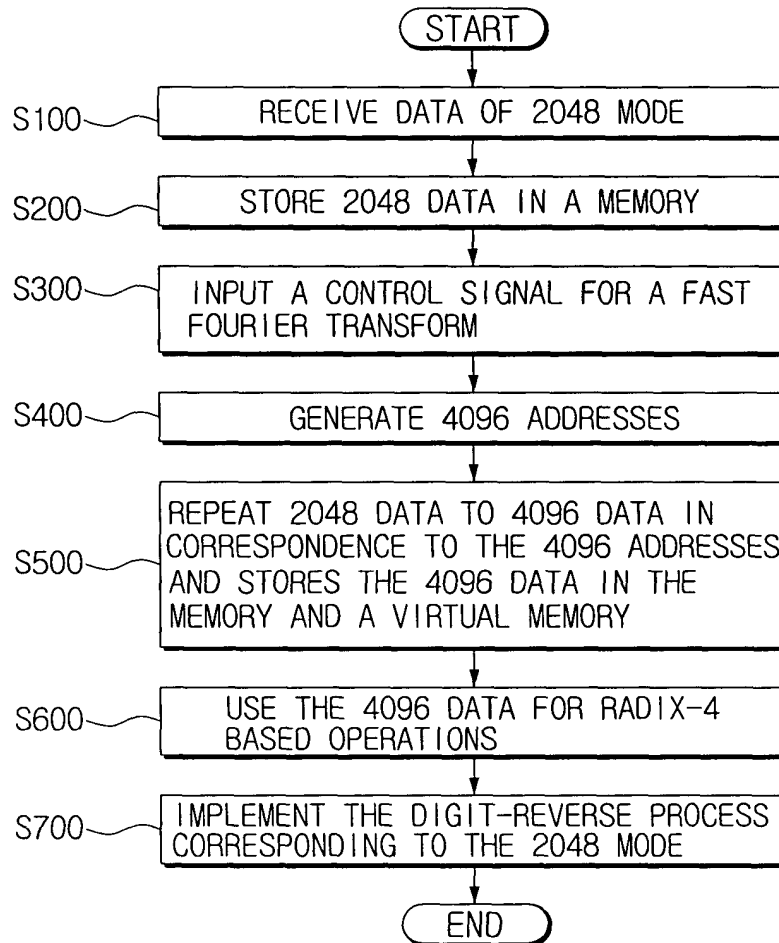 START
S100
RECEIVE DATA OF 2048 MODE
S200
STORE 2048 DATA IN A MEMORY
S300
INPUT A CONTROL SIGNAL FOR A FAST
FOURIER TRANSFORM
S400
GENERATE 4096 ADDRESSES
S500
REPEAT 2048 DATA TO 4096 DATA IN
CORRESPONDENCE TO THE 4096 ADDRESSES
AND STORES THE 4096 DATA IN THE
MEMORY AND A VIRTUAL MEMORY
S600
USE THE 4096 DATA FOR RADIX-4
BASED OPERATIONS
S700
IMPLEMENT THE DIGIT-REVERSE PROCESS
CORRESPONDING TO THE 2048 MODE
END